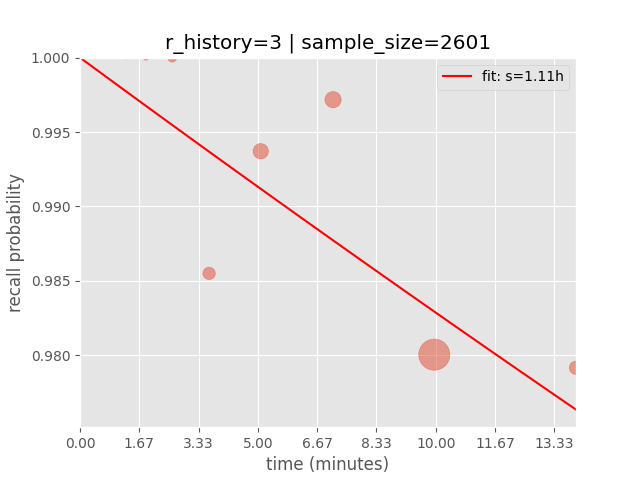 r_history=3 | sample_size=2601
fit: s=1.11h
recall probability
1.000
0.995
0.990
0.985
0.980
0.00 1.67 3.33 5.00 6.67 8.33 10.00 11.67 13.33
time (minutes)